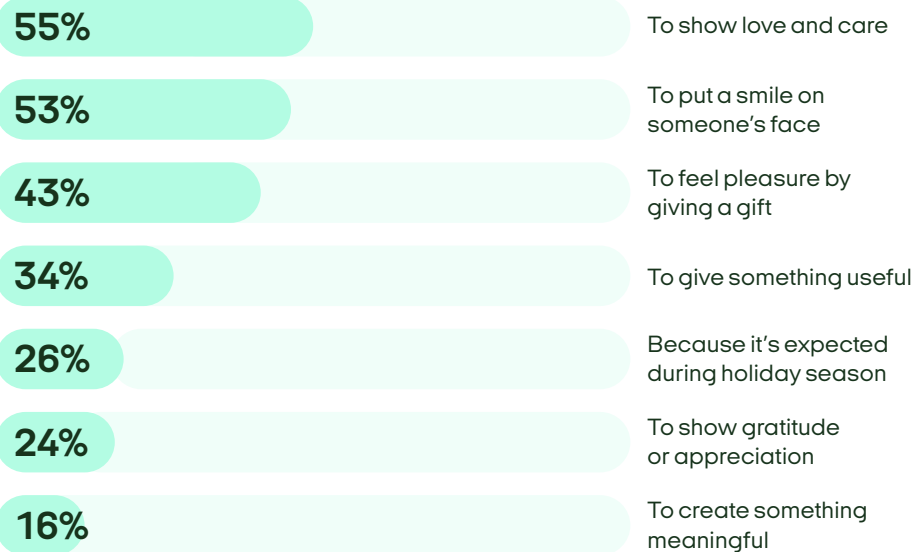 55%
To show love and care
53%
To put a smile on
someone's face
43%
To feel pleasure by
giving a gift
34%
To give something useful
26%
Because it's expected
during holiday season
24%
To show gratitude
or appreciation
16%
To create something
meaningful